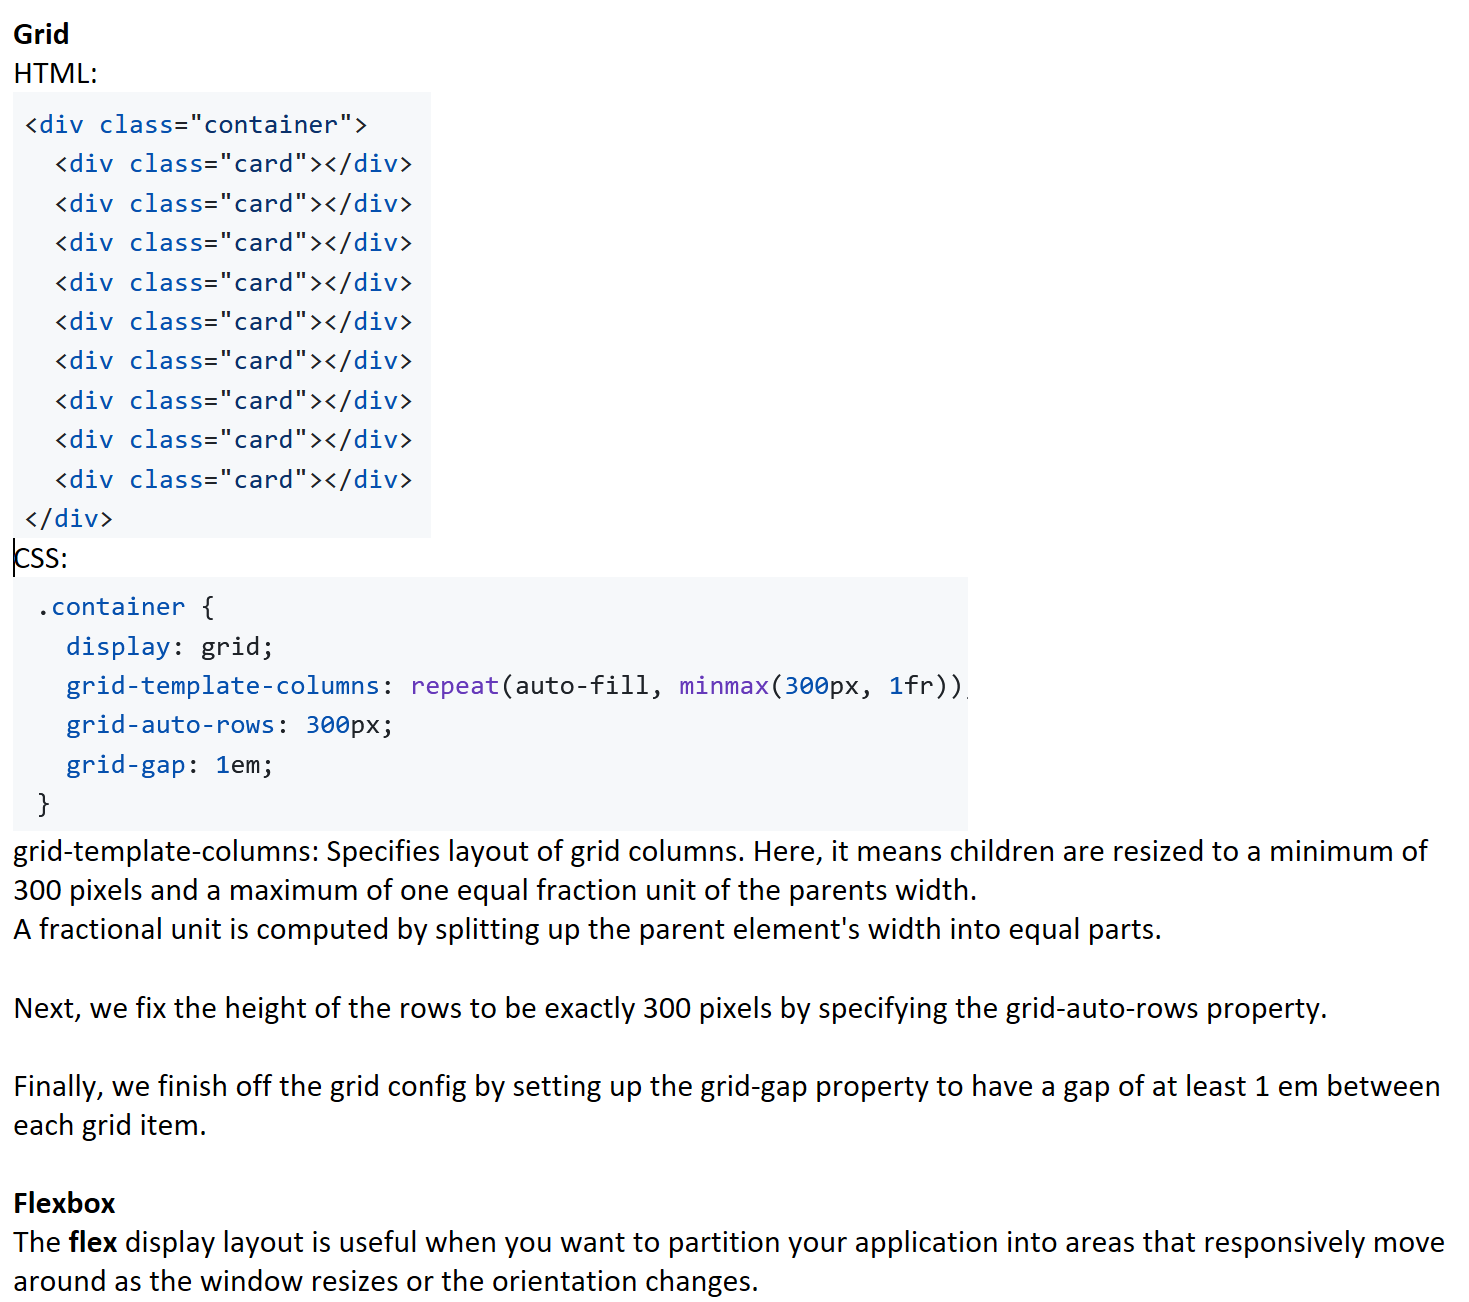 Grid
HTML:
<div class="container">
  <div class="card"></div>
  <div class="card"></div>
  <div class="card"></div>
  <div class="card"></div>
  <div class="card"></div>
  <div class="card"></div>
  <div class="card"></div>
  <div class="card"></div>
  <div class="card"></div>
</div>
CSS:
.container {
  display: grid;
  grid-template-columns: repeat(auto-fill, minmax(300px, 1fr))
  grid-auto-rows: 300px;
  grid-gap: 1em;
}
grid-template-columns: Specifies layout of grid columns. Here, it means children are resized to a minimum of
300 pixels and a maximum of one equal fraction unit of the parents width.
A fractional unit is computed by splitting up the parent element's width into equal parts.
Next, we fix the height of the rows to be exactly 300 pixels by specifying the grid-auto-rows property.
Finally, we finish off the grid config by setting up the grid-gap property to have a gap of at least 1 em between
each grid item.
Flexbox
The flex display layout is useful when you want to partition your application into areas that responsively move
around as the window resizes or the orientation changes.